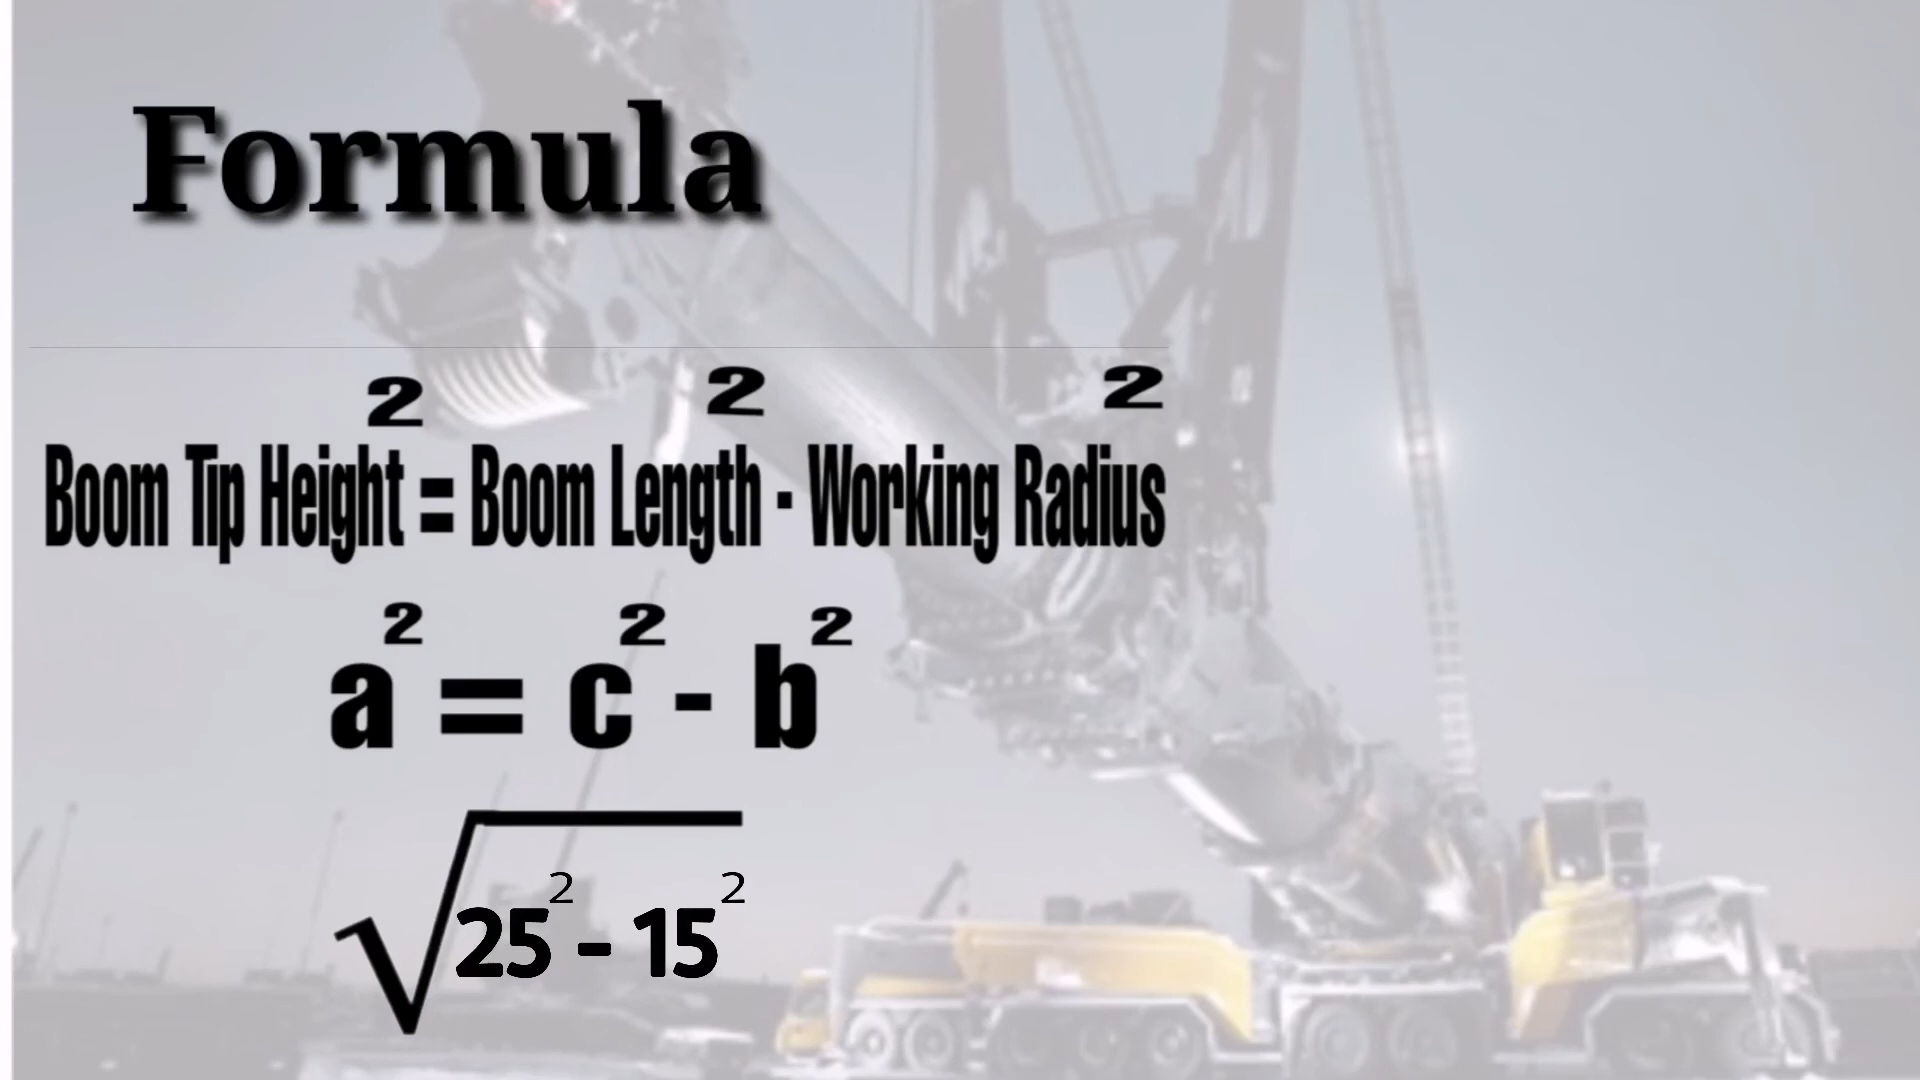 Formula
Boom Tip Height² = Boom Length² - Working Radius²
a² = c² - b²
√25² - 15²